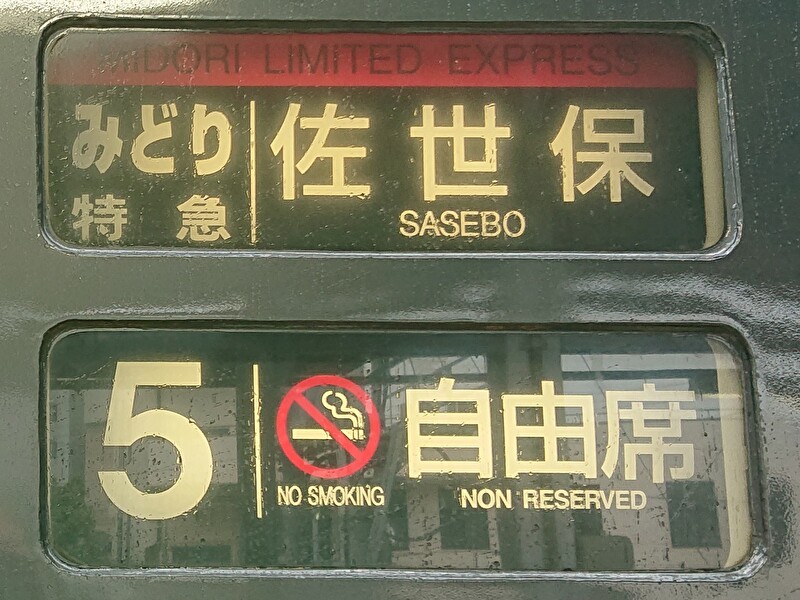 MIDORI LIMITED EXPRESS
みどり 佐世保
特急 SASEBO
5 自由席
NO SMOKING NON RESERVED